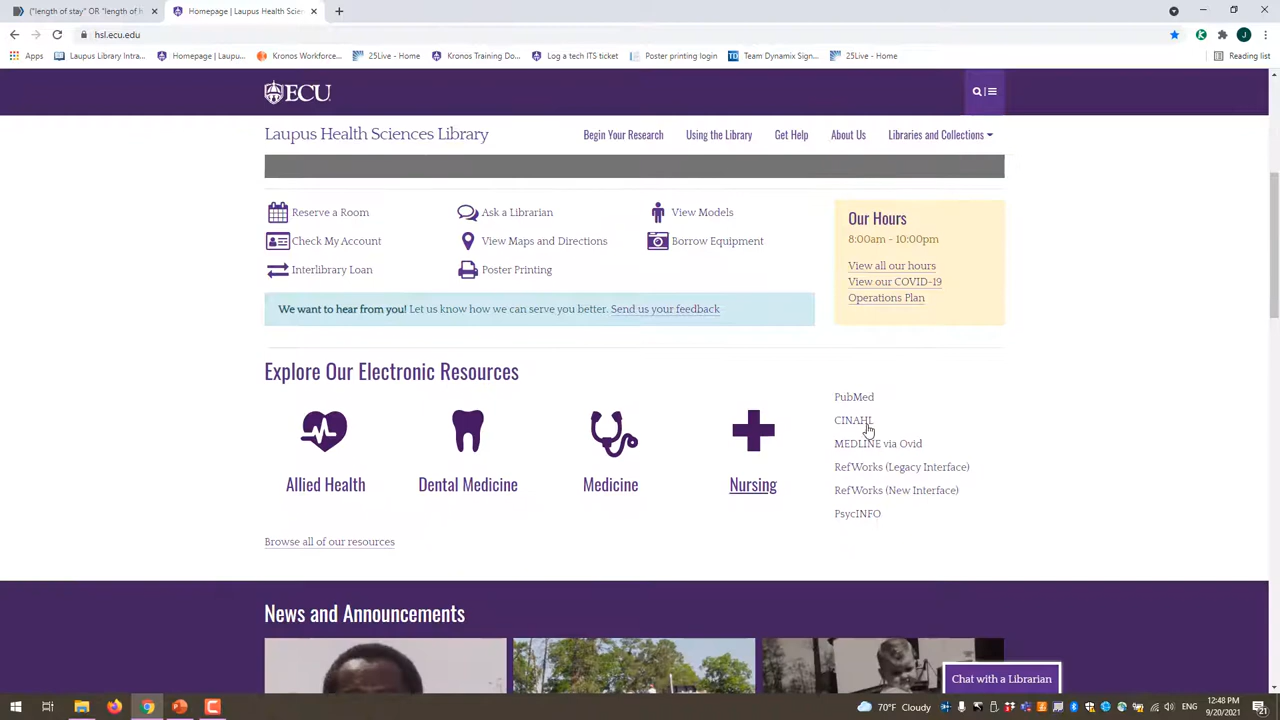 ("length of stay" OR "length of h
Homepage | Laupus Health Scien
hsl.ecu.edu
Apps
Laupus Library Intra...
Homepage | Laupu...
Kronos Workforce...
25Live - Home
Kronos Training Do...
Log a tech ITS ticket
Poster printing login
Team Dynamix Sign...
25Live - Home
Reading list
ECU
Laupus Health Sciences Library
Begin Your Research
Using the Library
Get Help
About Us
Libraries and Collections
Reserve a Room
Ask a Librarian
View Models
Check My Account
View Maps and Directions
Borrow Equipment
Interlibrary Loan
Poster Printing
Our Hours
8:00am - 10:00pm
View all our hours
View our COVID-19
Operations Plan
We want to hear from you! Let us know how we can serve you better. Send us your feedback
Explore Our Electronic Resources
Allied Health
Dental Medicine
Medicine
Nursing
PubMed
CINAHL
MEDLINE via Ovid
RefWorks (Legacy Interface)
RefWorks (New Interface)
PsycINFO
Browse all of our resources
News and Announcements
Chat with a Librarian
70°F Cloudy
ENG
12:48 PM
9/20/2021
21